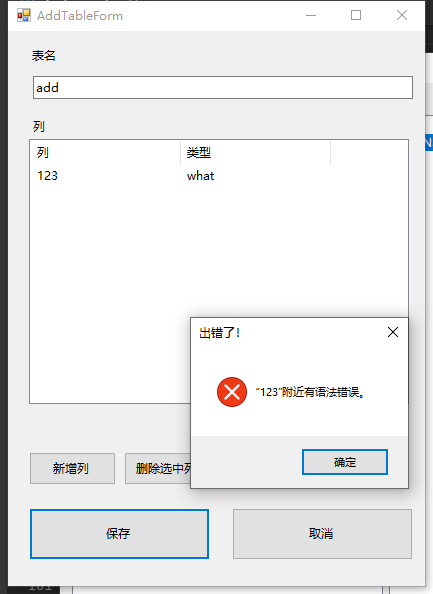 AddTableForm
表名
add
列
列 类型
123 what
出错了！
“123”附近有语法错误。
确定
新增列 删除选中列
保存 取消